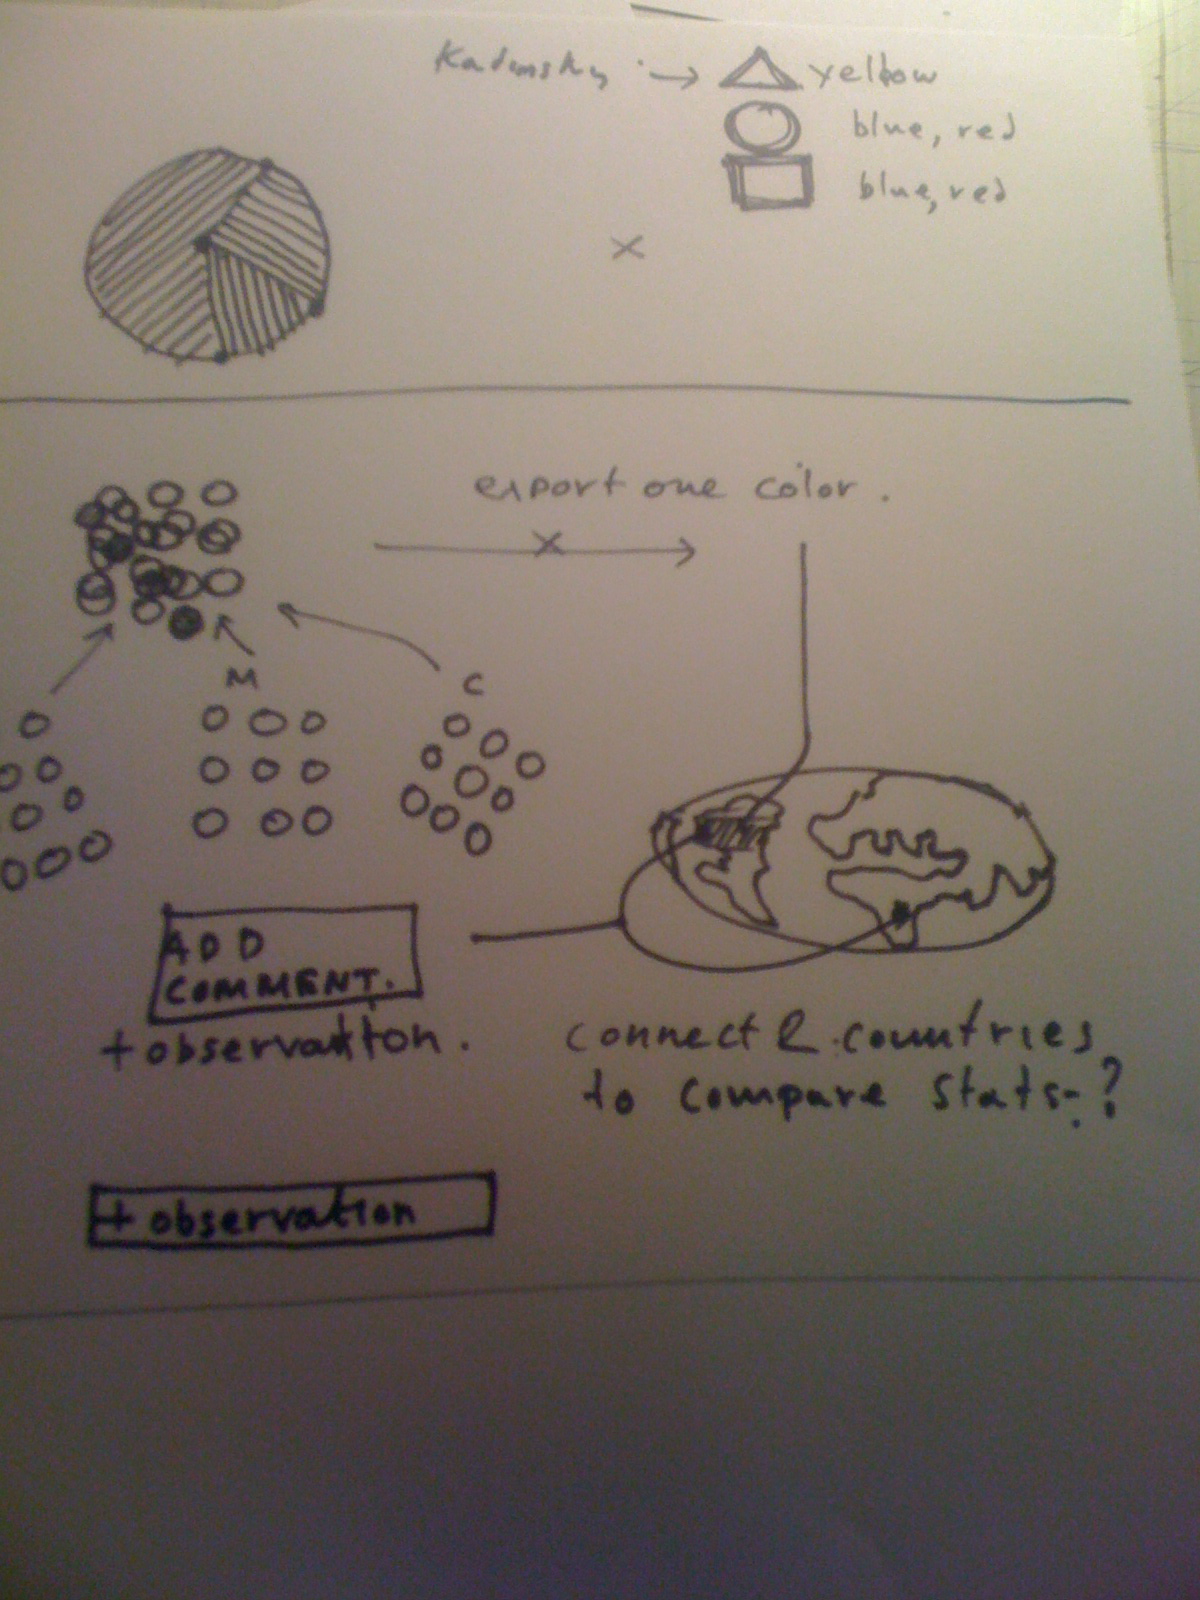 Kadinsky → yellow
blue, red
blue, red
export one color.
M
C
ADD
COMMENT.
+ observation.
connect 2 countries
to compare stats-?
+ observation